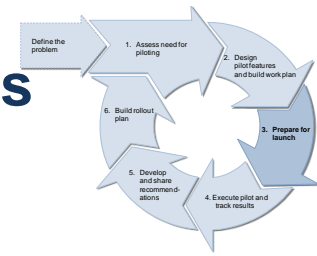 Define the
problem
1. Assess need for
piloting
2. Design
pilot features
and build work plan
s
6. Build rollout
plan
3. Prepare for
launch
5. Develop
and share
recommend-
ations
4. Execute pilot and
track results